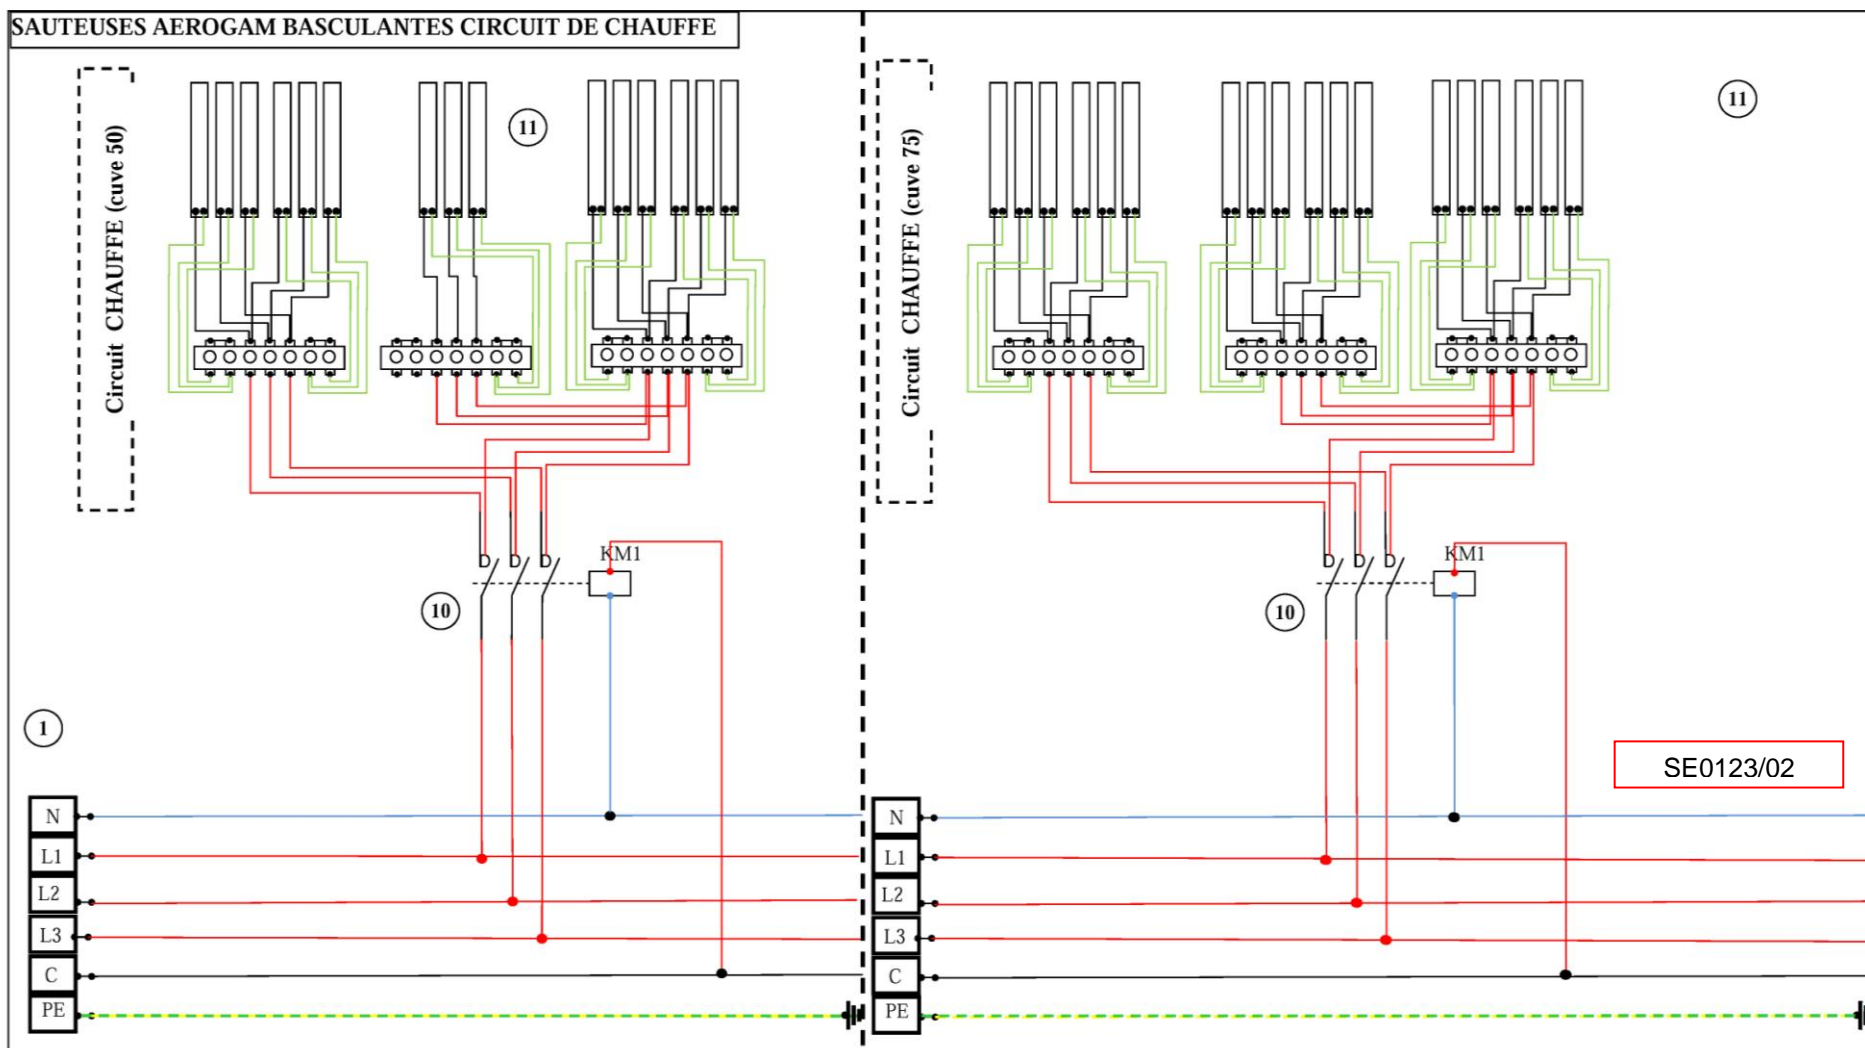 SAUTEUSES AEROGAM BASCULANTES CIRCUIT DE CHAUFFE
Circuit CHAUFFE (cuve 50)
11
KM1
10
1
N
L1
L2
L3
C
PE
Circuit CHAUFFE (cuve 75)
11
KM1
10
SE0123/02
N
L1
L2
L3
C
PE